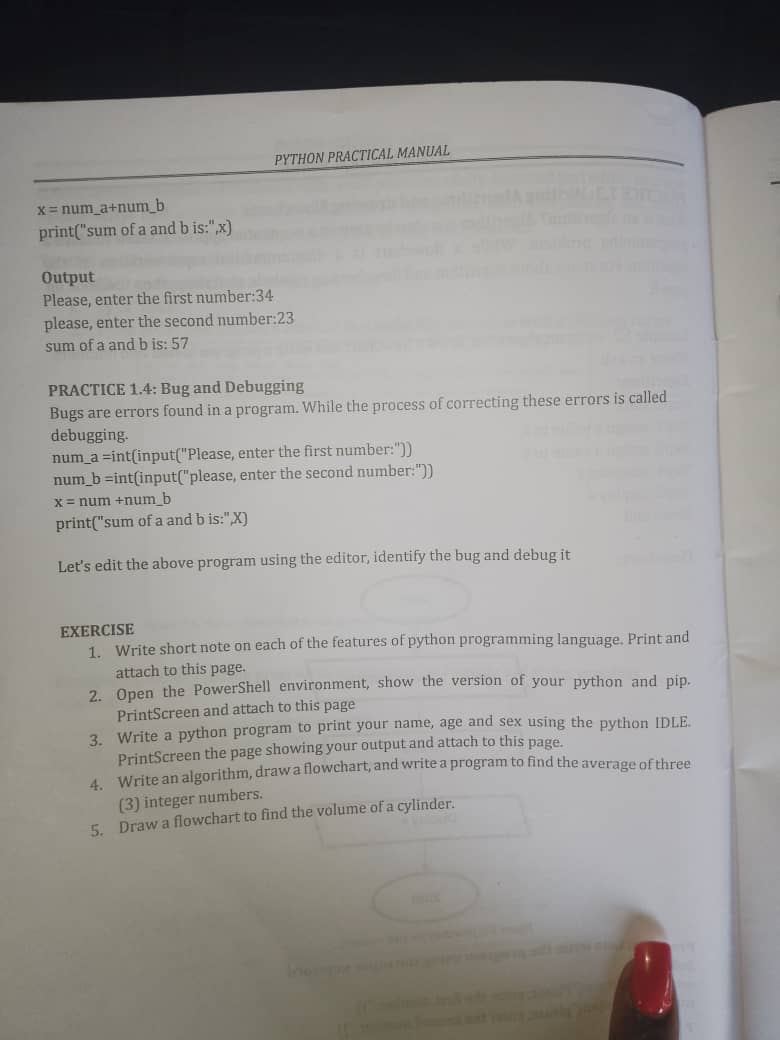 PYTHON PRACTICAL MANUAL
x = num_a+num_b
print("sum of a and b is:",x)
Output
Please, enter the first number:34
please, enter the second number:23
sum of a and b is: 57
PRACTICE 1.4: Bug and Debugging
Bugs are errors found in a program. While the process of correcting these errors is called
debugging.
num_a =int(input("Please, enter the first number:"))
num_b =int(input("please, enter the second number:"))
x = num +num_b
print("sum of a and b is:",X)
Let's edit the above program using the editor, identify the bug and debug it
EXERCISE
1. Write short note on each of the features of python programming language. Print and
attach to this page.
2. Open the PowerShell environment, show the version of your python and pip.
PrintScreen and attach to this page
3. Write a python program to print your name, age and sex using the python IDLE.
PrintScreen the page showing your output and attach to this page.
4. Write an algorithm, draw a flowchart, and write a program to find the average of three
(3) integer numbers.
5. Draw a flowchart to find the volume of a cylinder.